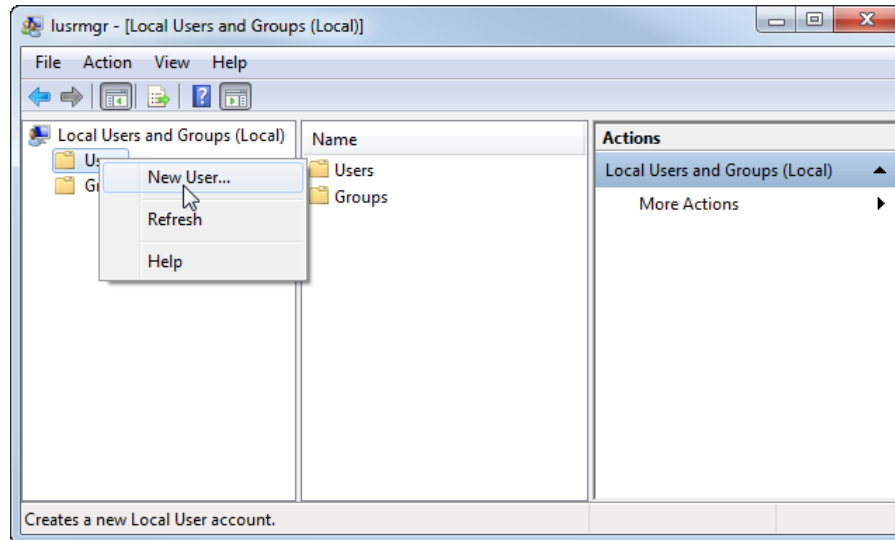 lusrmgr - [Local Users and Groups (Local)]
File Action View Help
Local Users and Groups (Local)
New User...
Refresh
Help
Name
Users
Groups
Actions
Local Users and Groups (Local)
More Actions
Creates a new Local User account.